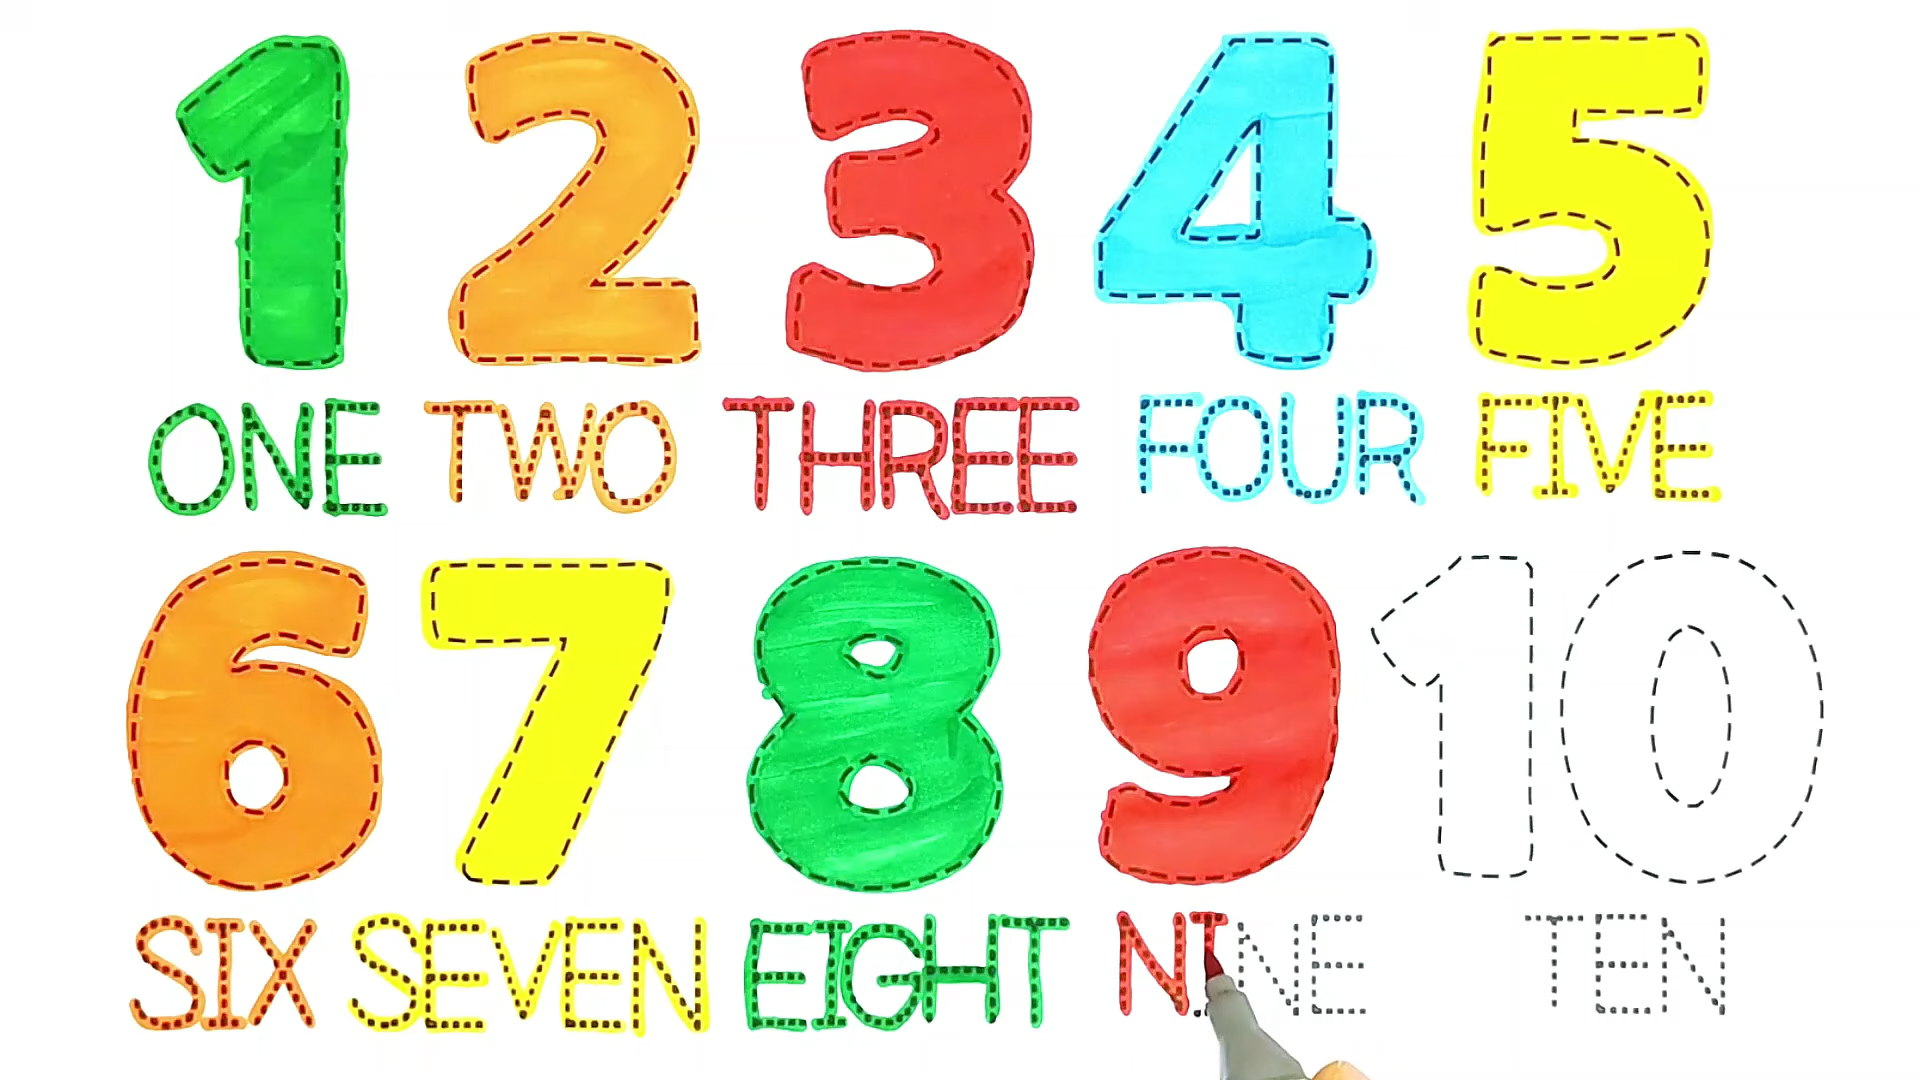 1 2 3 4 5
ONE TWO THREE FOUR FIVE
6 7 8 9 10
SIX SEVEN EIGHT NINE TEN